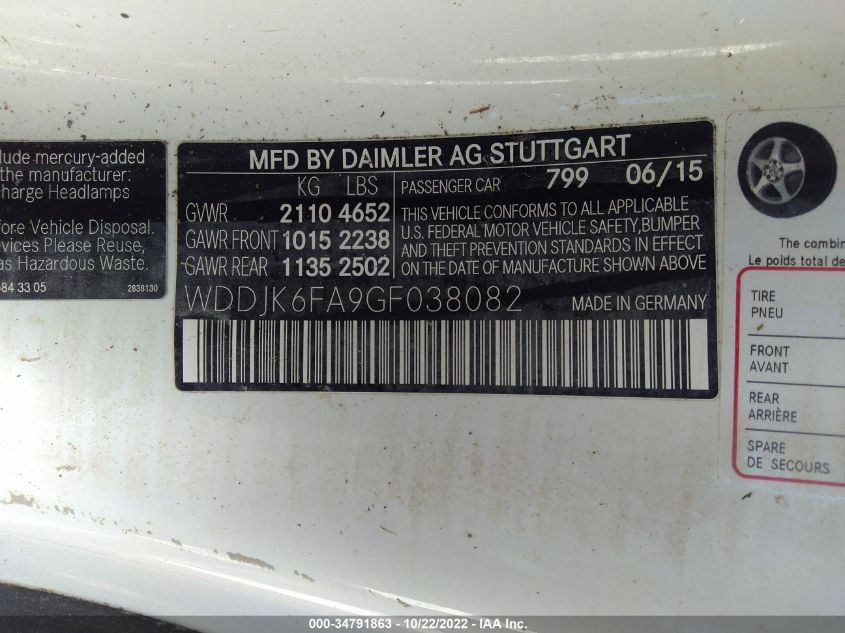 clude mercury-added
the manufacturer:
charge Headlamps
fore Vehicle Disposal.
vices Please Reuse,
as Hazardous Waste.
84 33 05 2838130
MFD BY DAIMLER AG STUTTGART
KG LBS
GVWR 2110 4652
GAWR FRONT 1015 2238
GAWR REAR 1135 2502
PASSENGER CAR 799 06/15
THIS VEHICLE CONFORMS TO ALL APPLICABLE
U.S. FEDERAL MOTOR VEHICLE SAFETY, BUMPER
AND THEFT PREVENTION STANDARDS IN EFFECT
ON THE DATE OF MANUFACTURE SHOWN ABOVE
WDDJK6FA9GF038082 MADE IN GERMANY
The combin
Le poids total de
TIRE
PNEU
FRONT
AVANT
REAR
ARRIÈRE
SPARE
DE SECOURS
000-34791863 - 10/22/2022 - IAA Inc.